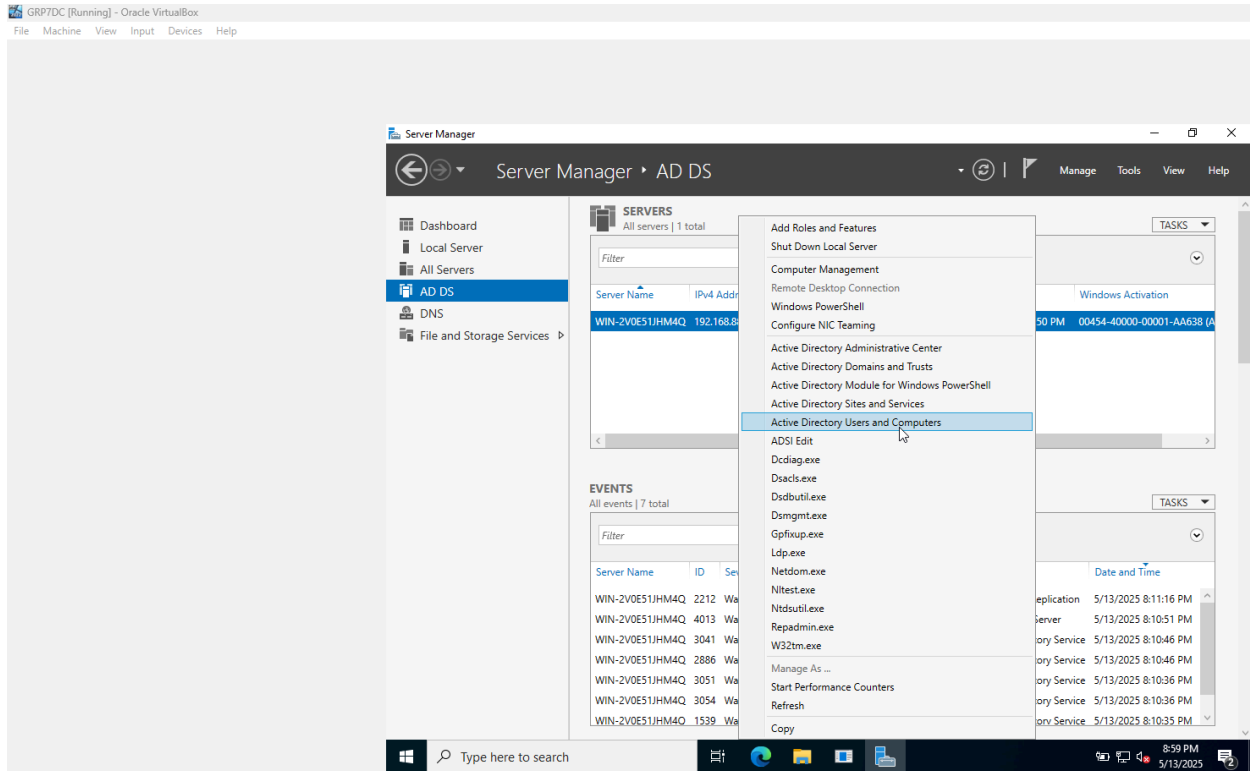 GRP7DC [Running] - Oracle VirtualBox
File Machine View Input Devices Help
Server Manager
Server Manager ‣ AD DS
Manage Tools View Help
Dashboard
Local Server
All Servers
AD DS
DNS
File and Storage Services
SERVERS
All servers | 1 total
TASKS
Filter
Server Name IPv4 Addr Windows Activation
WIN-2V0E51JHM4Q 192.168.8 50 PM 00454-40000-00001-AA638 (A
Add Roles and Features
Shut Down Local Server
Computer Management
Remote Desktop Connection
Windows PowerShell
Configure NIC Teaming
Active Directory Administrative Center
Active Directory Domains and Trusts
Active Directory Module for Windows PowerShell
Active Directory Sites and Services
Active Directory Users and Computers
ADSI Edit
Dcdiag.exe
Dsacls.exe
Dsdbutil.exe
Dsmgmt.exe
Gpfixup.exe
Ldp.exe
Netdom.exe
Nltest.exe
Ntdsutil.exe
Repadmin.exe
W32tm.exe
Manage As ...
Start Performance Counters
Refresh
Copy
EVENTS
All events | 7 total
TASKS
Filter
Server Name ID Sev Date and Time
WIN-2V0E51JHM4Q 2212 Wa eplication 5/13/2025 8:11:16 PM
WIN-2V0E51JHM4Q 4013 Wa Server 5/13/2025 8:10:51 PM
WIN-2V0E51JHM4Q 3041 Wa ory Service 5/13/2025 8:10:46 PM
WIN-2V0E51JHM4Q 2886 Wa ory Service 5/13/2025 8:10:46 PM
WIN-2V0E51JHM4Q 3051 Wa ory Service 5/13/2025 8:10:36 PM
WIN-2V0E51JHM4Q 3054 Wa ory Service 5/13/2025 8:10:36 PM
WIN-2V0E51JHM4Q 1539 Wa ory Service 5/13/2025 8:10:35 PM
Type here to search
8:59 PM
5/13/2025
2